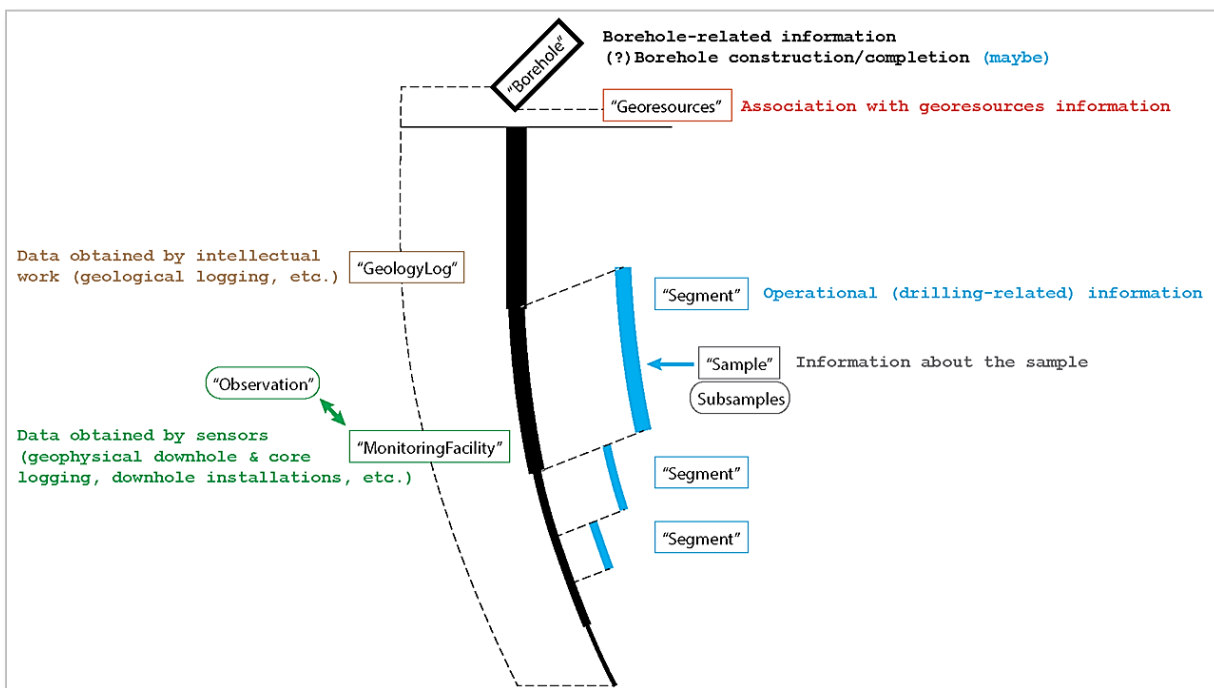 “Borehole”
Borehole-related information
(?)Borehole construction/completion (maybe)
“Georesources” Association with georesources information
Data obtained by intellectual
work (geological logging, etc.)
“GeologyLog”
“Segment” Operational (drilling-related) information
“Sample” Information about the sample
Subsamples
“Observation”
Data obtained by sensors
(geophysical downhole & core
logging, downhole installations, etc.)
“MonitoringFacility”
“Segment”
“Segment”